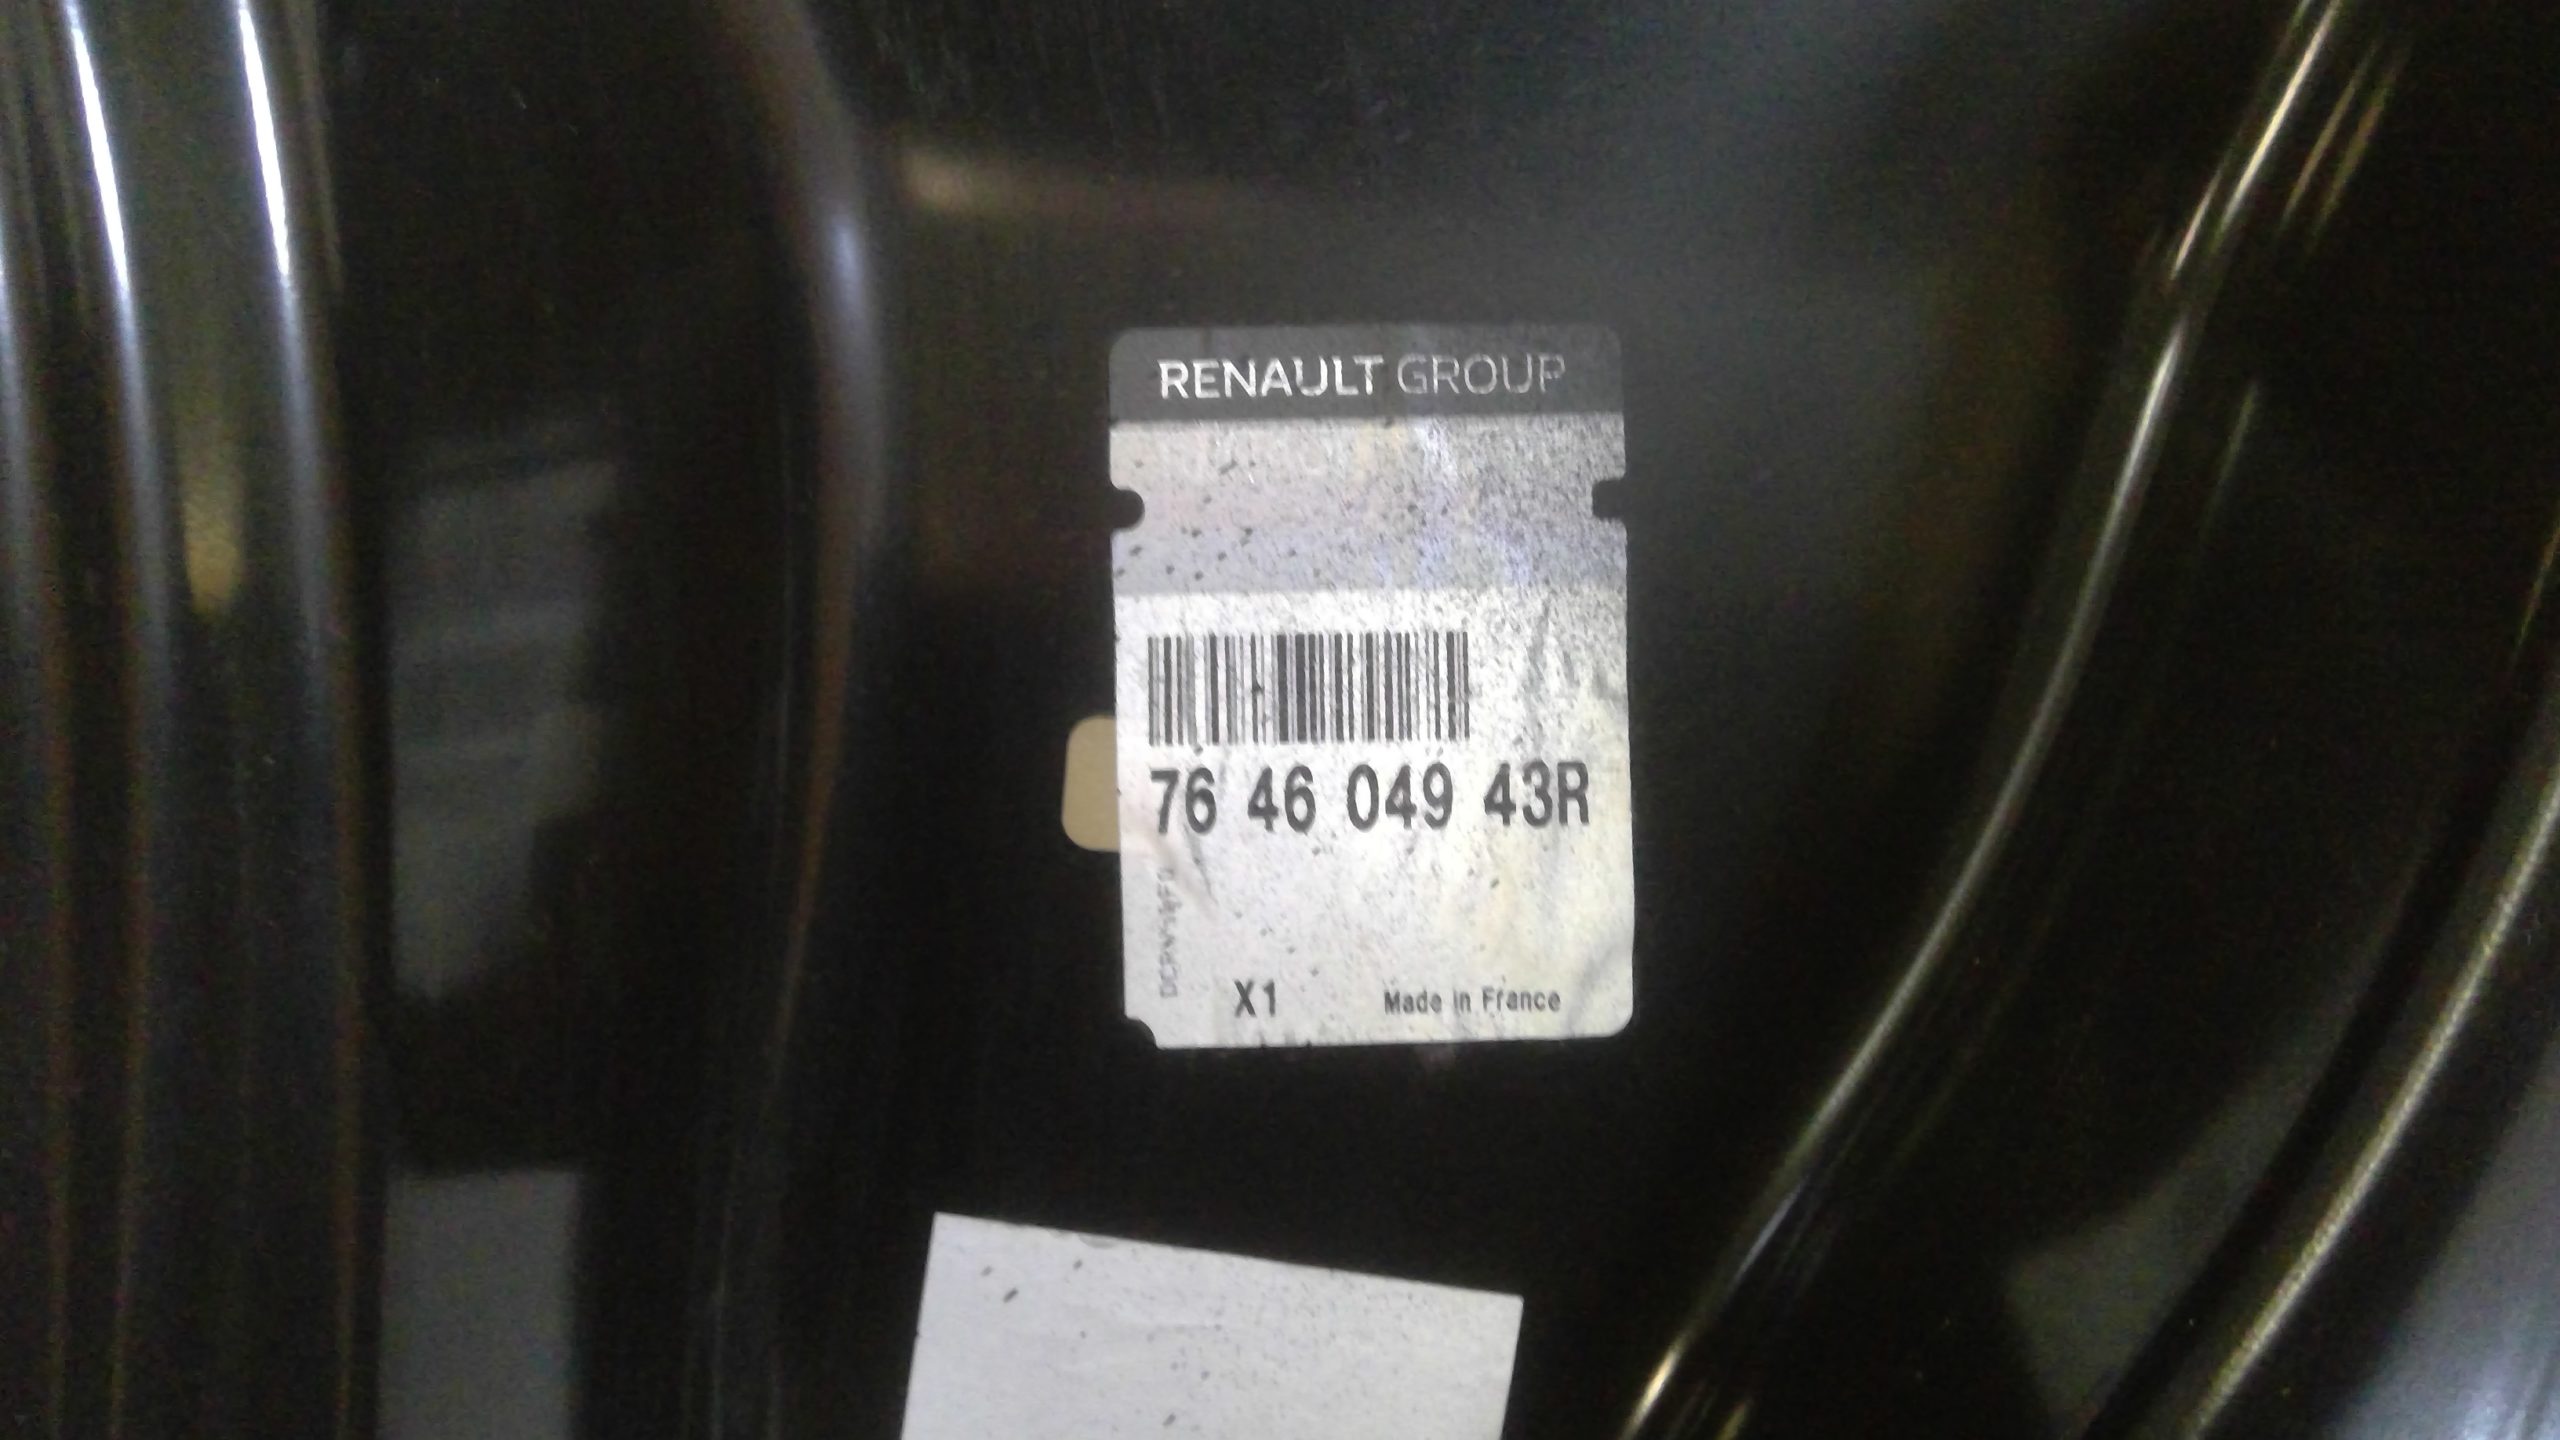 RENAULT GROUP
76 46 049 43R
X1 Made in France